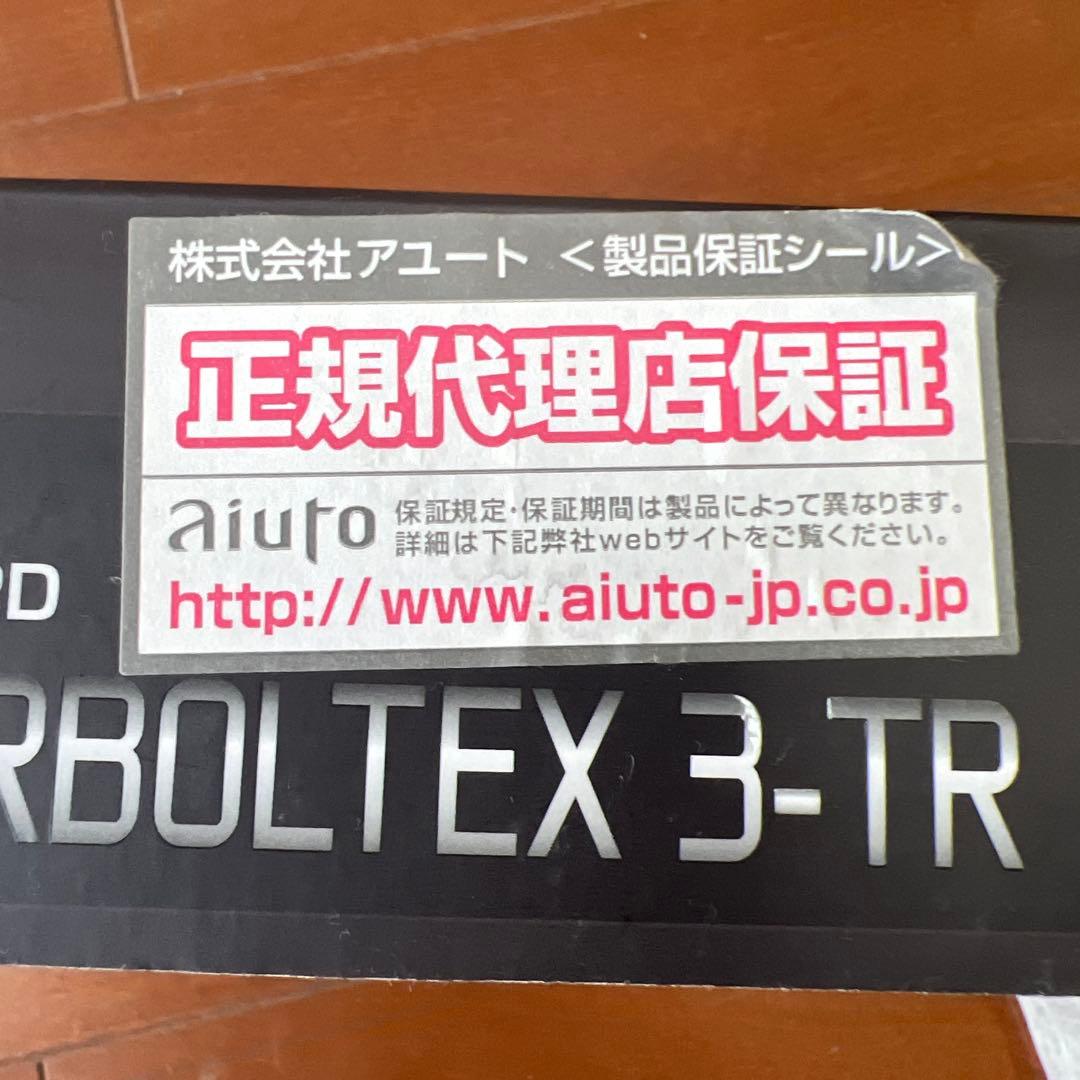 株式会社アユート <製品保証シール>
正規代理店保証
aiuto
保証規定・保証期間は製品によって異なります。
詳細は下記弊社webサイトをご覧ください。
http://www.aiuto-jp.co.jp
RD
RBOLTEX 3-TR